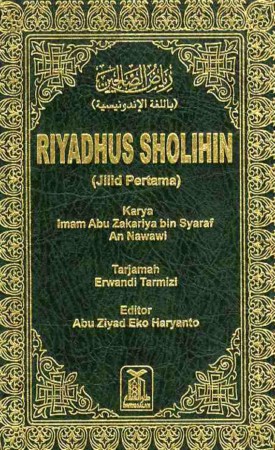 رياض الصالحين
(باللغة الإندونيسية)
RIYADHUS SHOLIHIN
(Jilid Pertama)
Karya
Imam Abu Zakariya bin Syaraf
An Nawawi
Tarjamah
Erwandi Tarmizi
Editor
Abu Ziyad Eko Haryanto
DARUSSALAM